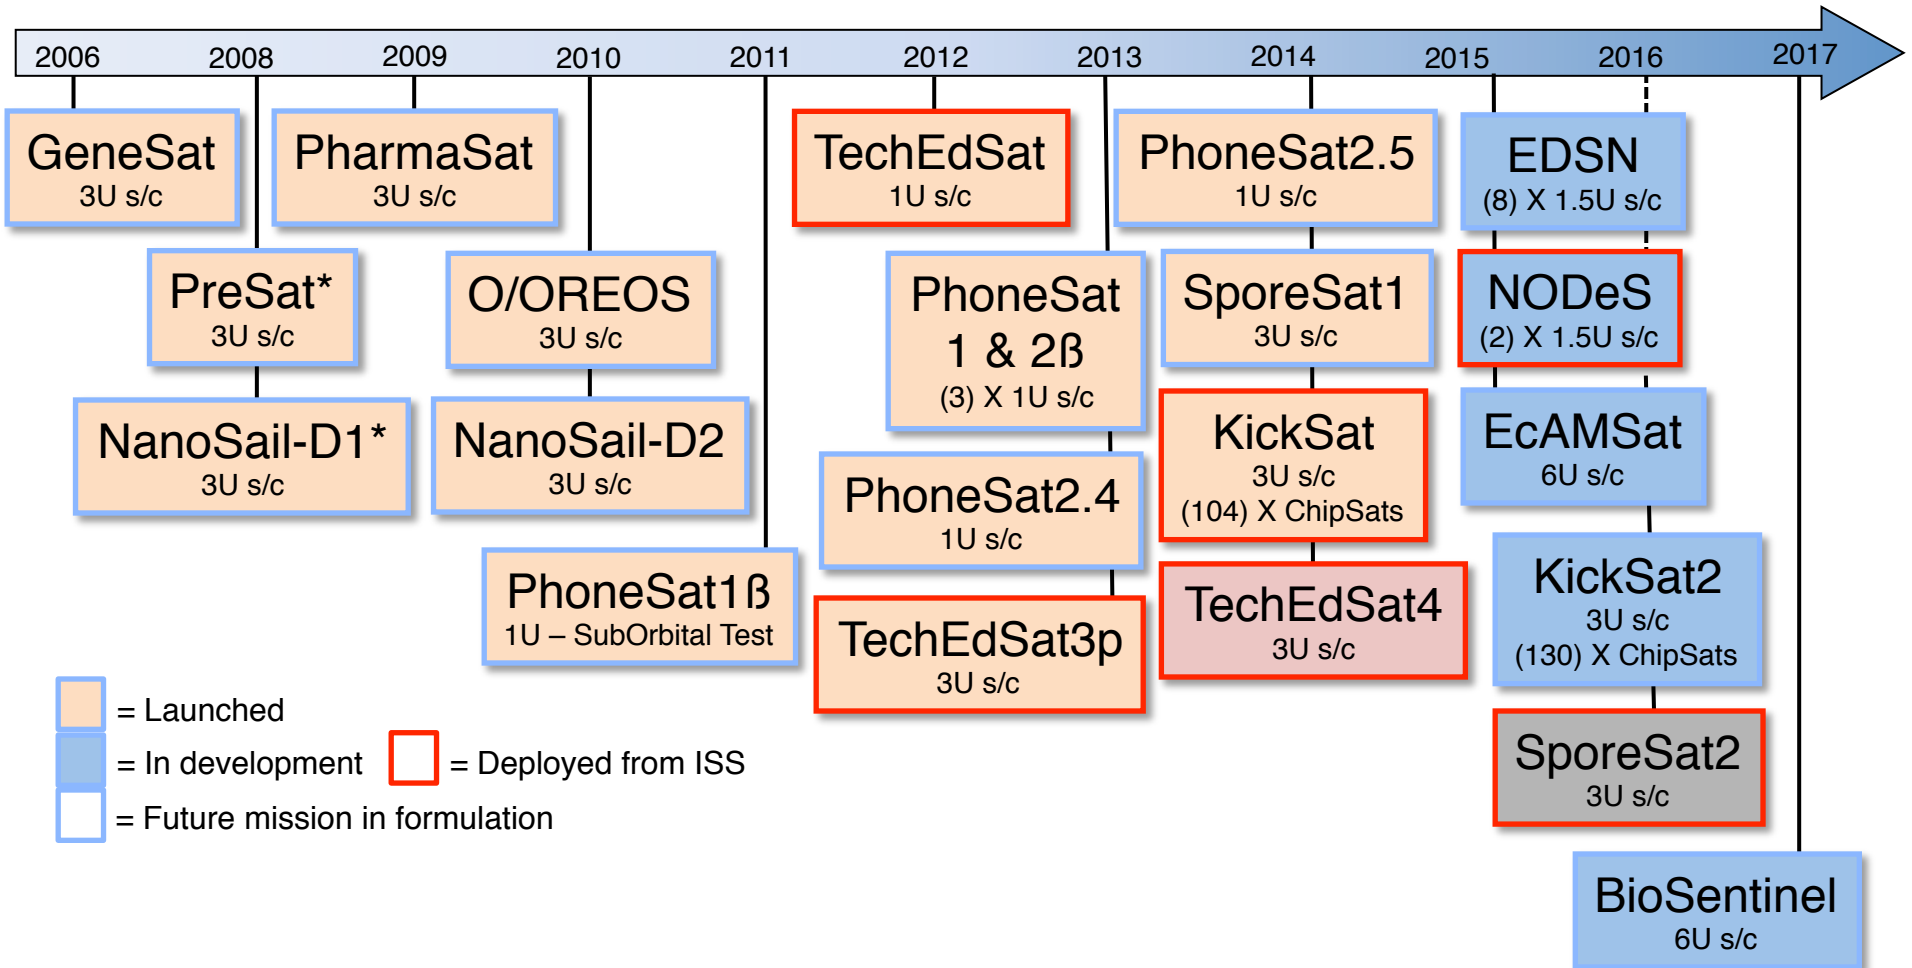 2006 2008 2009 2010 2011 2012 2013 2014 2015 2016 2017
GeneSat
3U s/c
PharmaSat
3U s/c
TechEdSat
1U s/c
PhoneSat2.5
1U s/c
EDSN
(8) X 1.5U s/c
PreSat*
3U s/c
O/OREOS
3U s/c
PhoneSat
1 & 2ß
(3) X 1U s/c
SporeSat1
3U s/c
NODeS
(2) X 1.5U s/c
NanoSail-D1*
3U s/c
NanoSail-D2
3U s/c
KickSat
3U s/c
(104) X ChipSats
EcAMSat
6U s/c
PhoneSat2.4
1U s/c
PhoneSat1ß
1U – SubOrbital Test
TechEdSat4
3U s/c
KickSat2
3U s/c
(130) X ChipSats
TechEdSat3p
3U s/c
SporeSat2
3U s/c
BioSentinel
6U s/c
= Launched
= In development
= Deployed from ISS
= Future mission in formulation